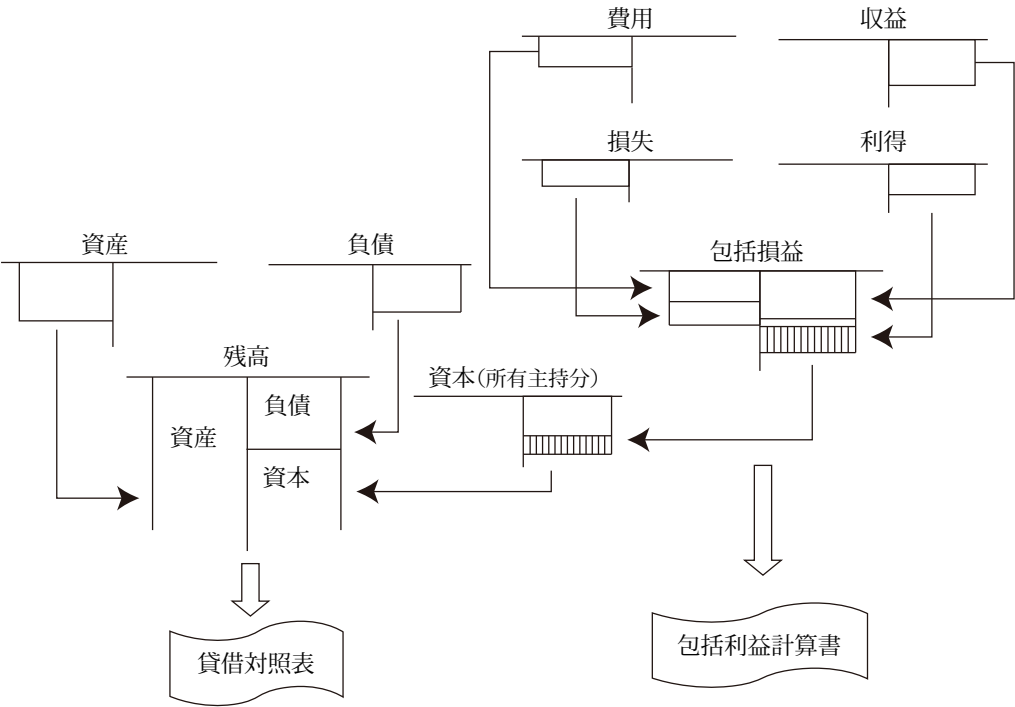 費用
収益
損失
利得
資産
負債
包括損益
残高
資本(所有主持分)
負債
資産
資本
貸借対照表
包括利益計算書